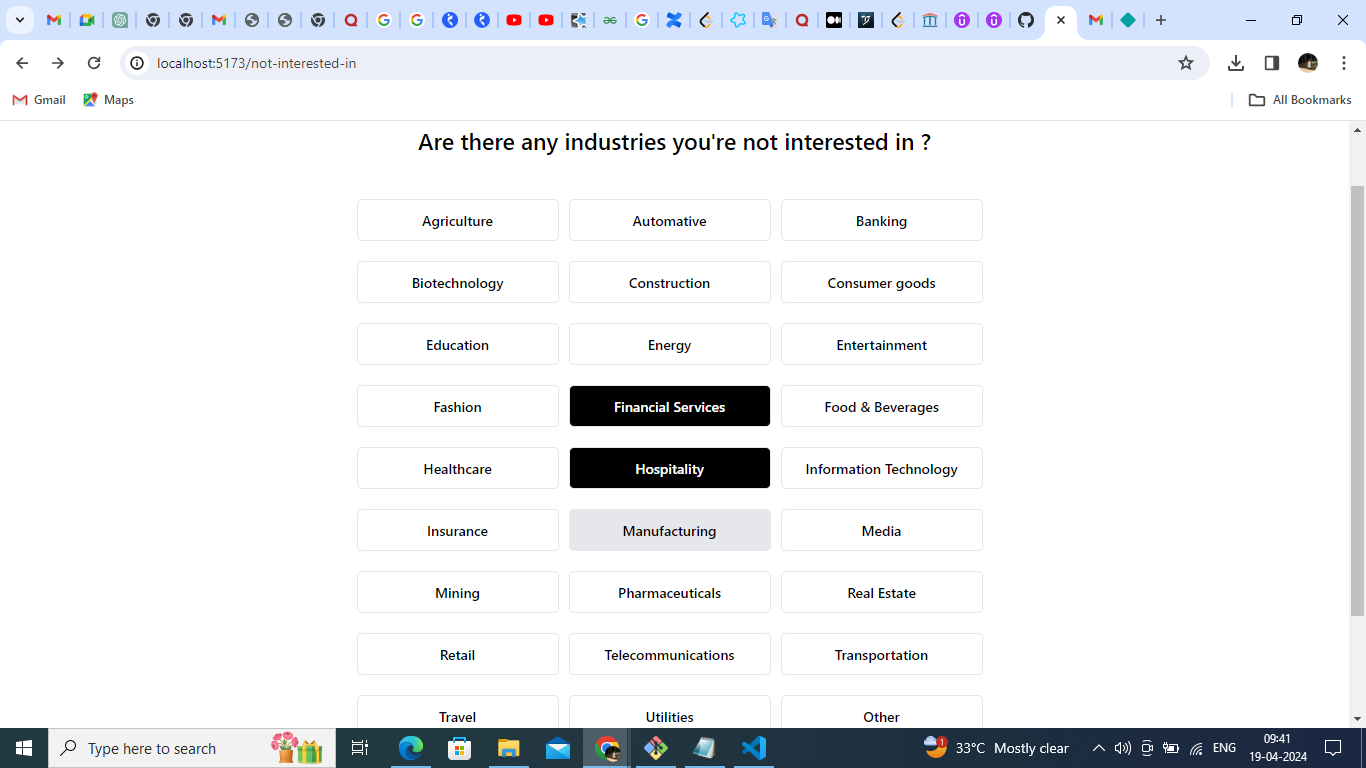 localhost:5173/not-interested-in
Gmail Maps All Bookmarks
Are there any industries you're not interested in ?
Agriculture Automative Banking
Biotechnology Construction Consumer goods
Education Energy Entertainment
Fashion Financial Services Food & Beverages
Healthcare Hospitality Information Technology
Insurance Manufacturing Media
Mining Pharmaceuticals Real Estate
Retail Telecommunications Transportation
Travel Utilities Other
Type here to search 1 33°C Mostly clear ENG 09:41
19-04-2024